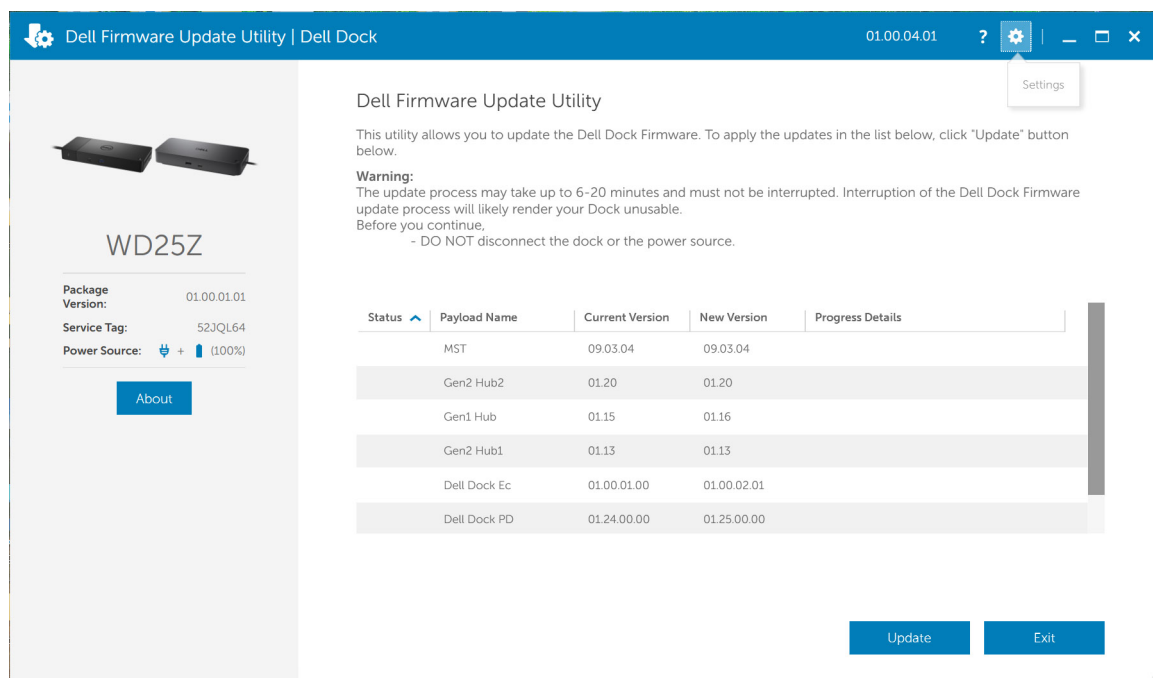 Dell Firmware Update Utility | Dell Dock
01.00.04.01
?
Settings
WD25Z
Package Version: 01.00.01.01
Service Tag: 52JQL64
Power Source: + (100%)
About
Dell Firmware Update Utility
This utility allows you to update the Dell Dock Firmware. To apply the updates in the list below, click "Update" button
below.
Warning:
The update process may take up to 6-20 minutes and must not be interrupted. Interruption of the Dell Dock Firmware
update process will likely render your Dock unusable.
Before you continue,
- DO NOT disconnect the dock or the power source.
Status Payload Name Current Version New Version Progress Details
MST 09.03.04 09.03.04
Gen2 Hub2 01.20 01.20
Gen1 Hub 01.15 01.16
Gen2 Hub1 01.13 01.13
Dell Dock Ec 01.00.01.00 01.00.02.01
Dell Dock PD 01.24.00.00 01.25.00.00
Update Exit